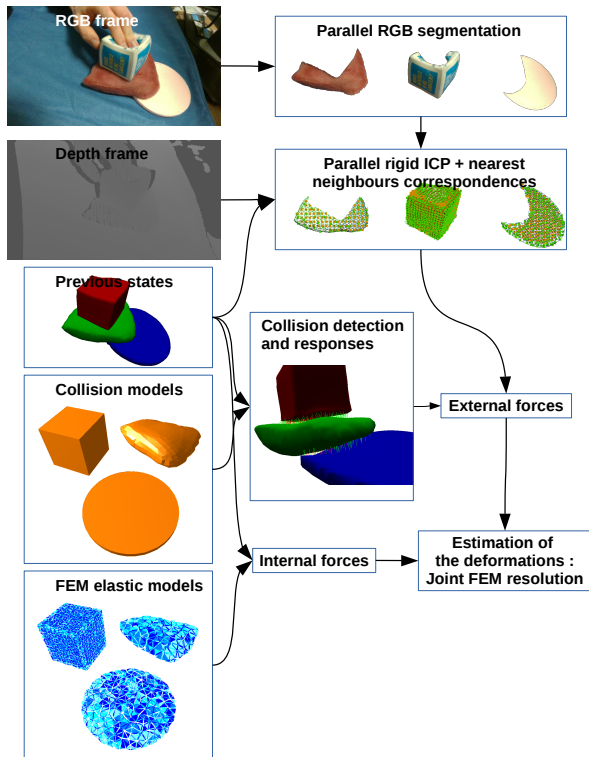 RGB frame
Parallel RGB segmentation
Depth frame
Parallel rigid ICP + nearest
neighbours correspondences
Previous states
Collision detection
and responses
Collision models
External forces
Internal forces
Estimation of
the deformations :
Joint FEM resolution
FEM elastic models